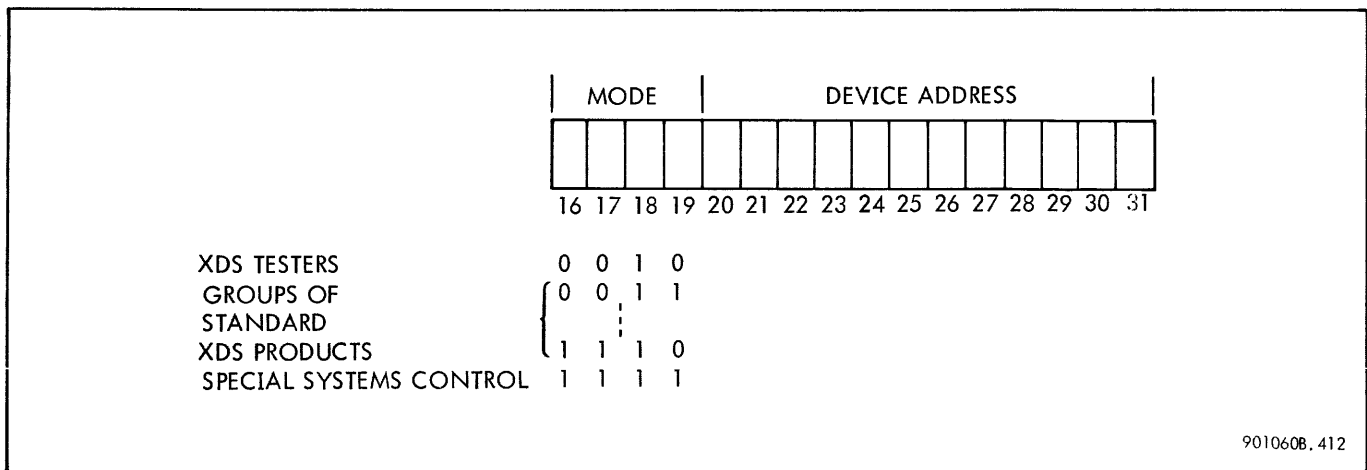 MODE DEVICE ADDRESS
16 17 18 19 20 21 22 23 24 25 26 27 28 29 30 31
XDS TESTERS 0 0 1 0
GROUPS OF 0 0 1 1
STANDARD
XDS PRODUCTS 1 1 1 0
SPECIAL SYSTEMS CONTROL 1 1 1 1
901060B.412